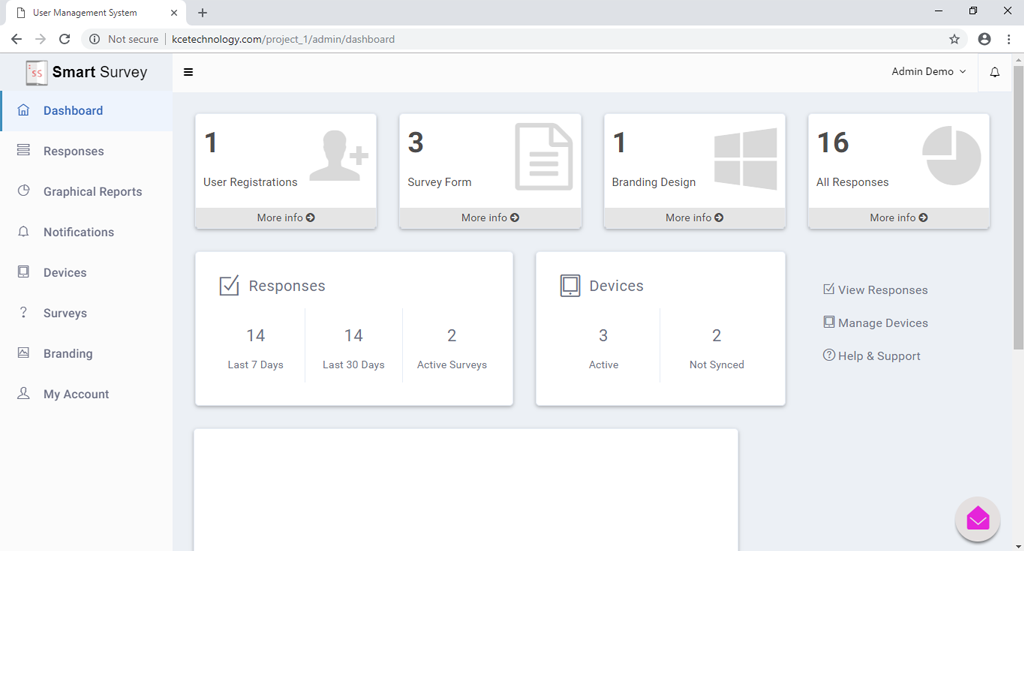 User Management System
Not secure
kcetechnology.com/project_1/admin/dashboard
SS
Smart Survey
Admin Demo
Dashboard
Responses
Graphical Reports
Notifications
Devices
Surveys
Branding
My Account
1
User Registrations
More info
3
Survey Form
More info
1
Branding Design
More info
16
All Responses
More info
Responses
14
Last 7 Days
14
Last 30 Days
2
Active Surveys
Devices
3
Active
2
Not Synced
View Responses
Manage Devices
Help & Support